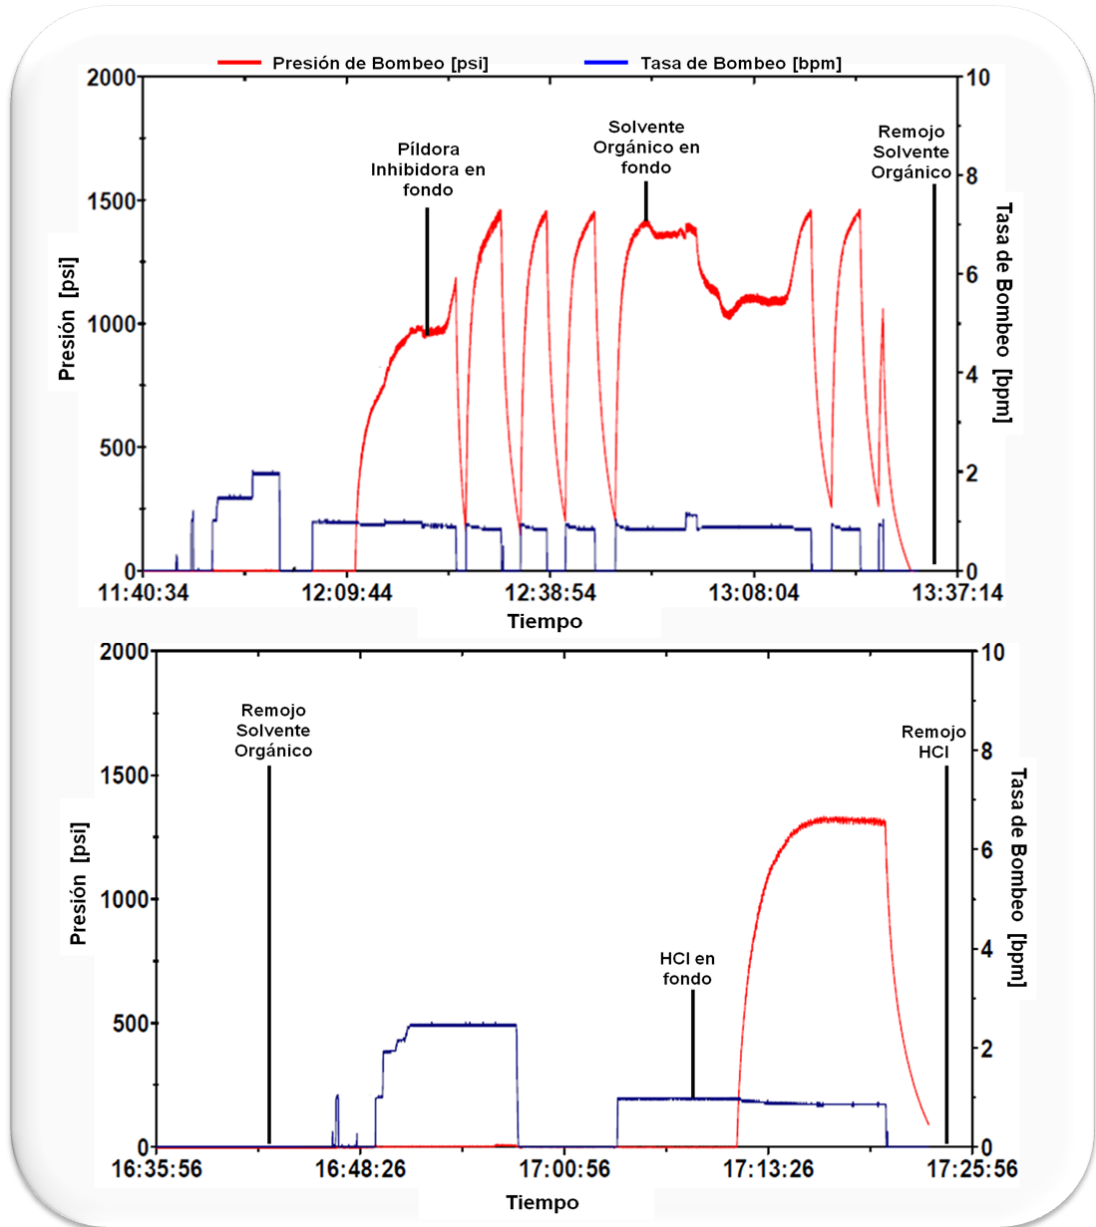 Presión de Bombeo [psi]
Tasa de Bombeo [bpm]
2000
1500
1000
500
0
10
8
6
4
2
0
Presión [psi]
Tasa de Bombeo [bpm]
Píldora
Inhibidora en
fondo
Solvente
Orgánico en
fondo
Remojo
Solvente
Orgánico
11:40:34
12:09:44
12:38:54
13:08:04
13:37:14
Tiempo
2000
1500
1000
500
0
10
8
6
4
2
0
Presión [psi]
Tasa de Bombeo [bpm]
Remojo
Solvente
Orgánico
HCl en
fondo
Remojo
HCl
16:35:56
16:48:26
17:00:56
17:13:26
17:25:56
Tiempo